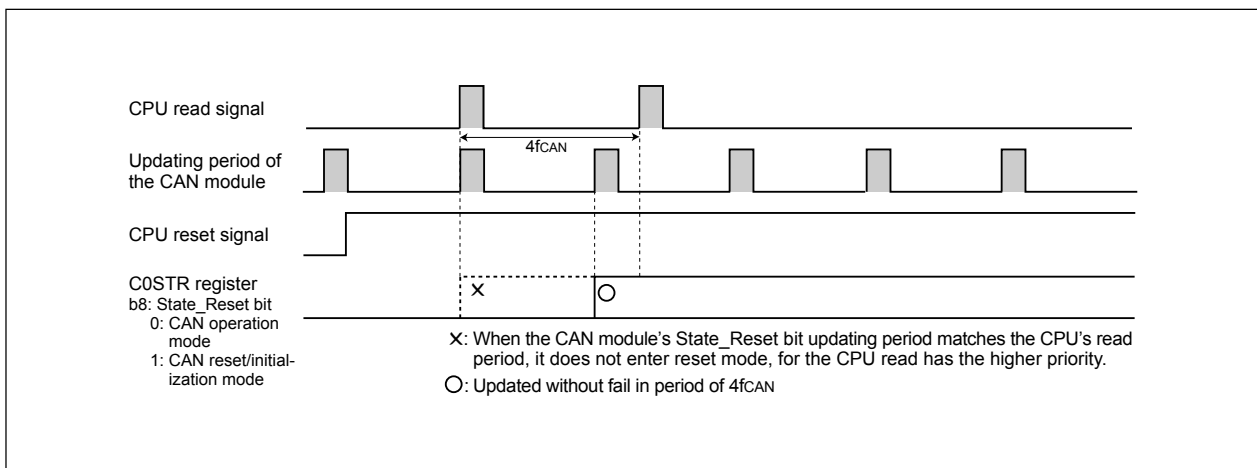 CPU read signal
4fCAN
Updating period of
the CAN module
CPU reset signal
C0STR register
b8: State_Reset bit
0: CAN operation
mode
1: CAN reset/initial-
ization mode
×: When the CAN module's State_Reset bit updating period matches the CPU's read
period, it does not enter reset mode, for the CPU read has the higher priority.
○: Updated without fail in period of 4fCAN